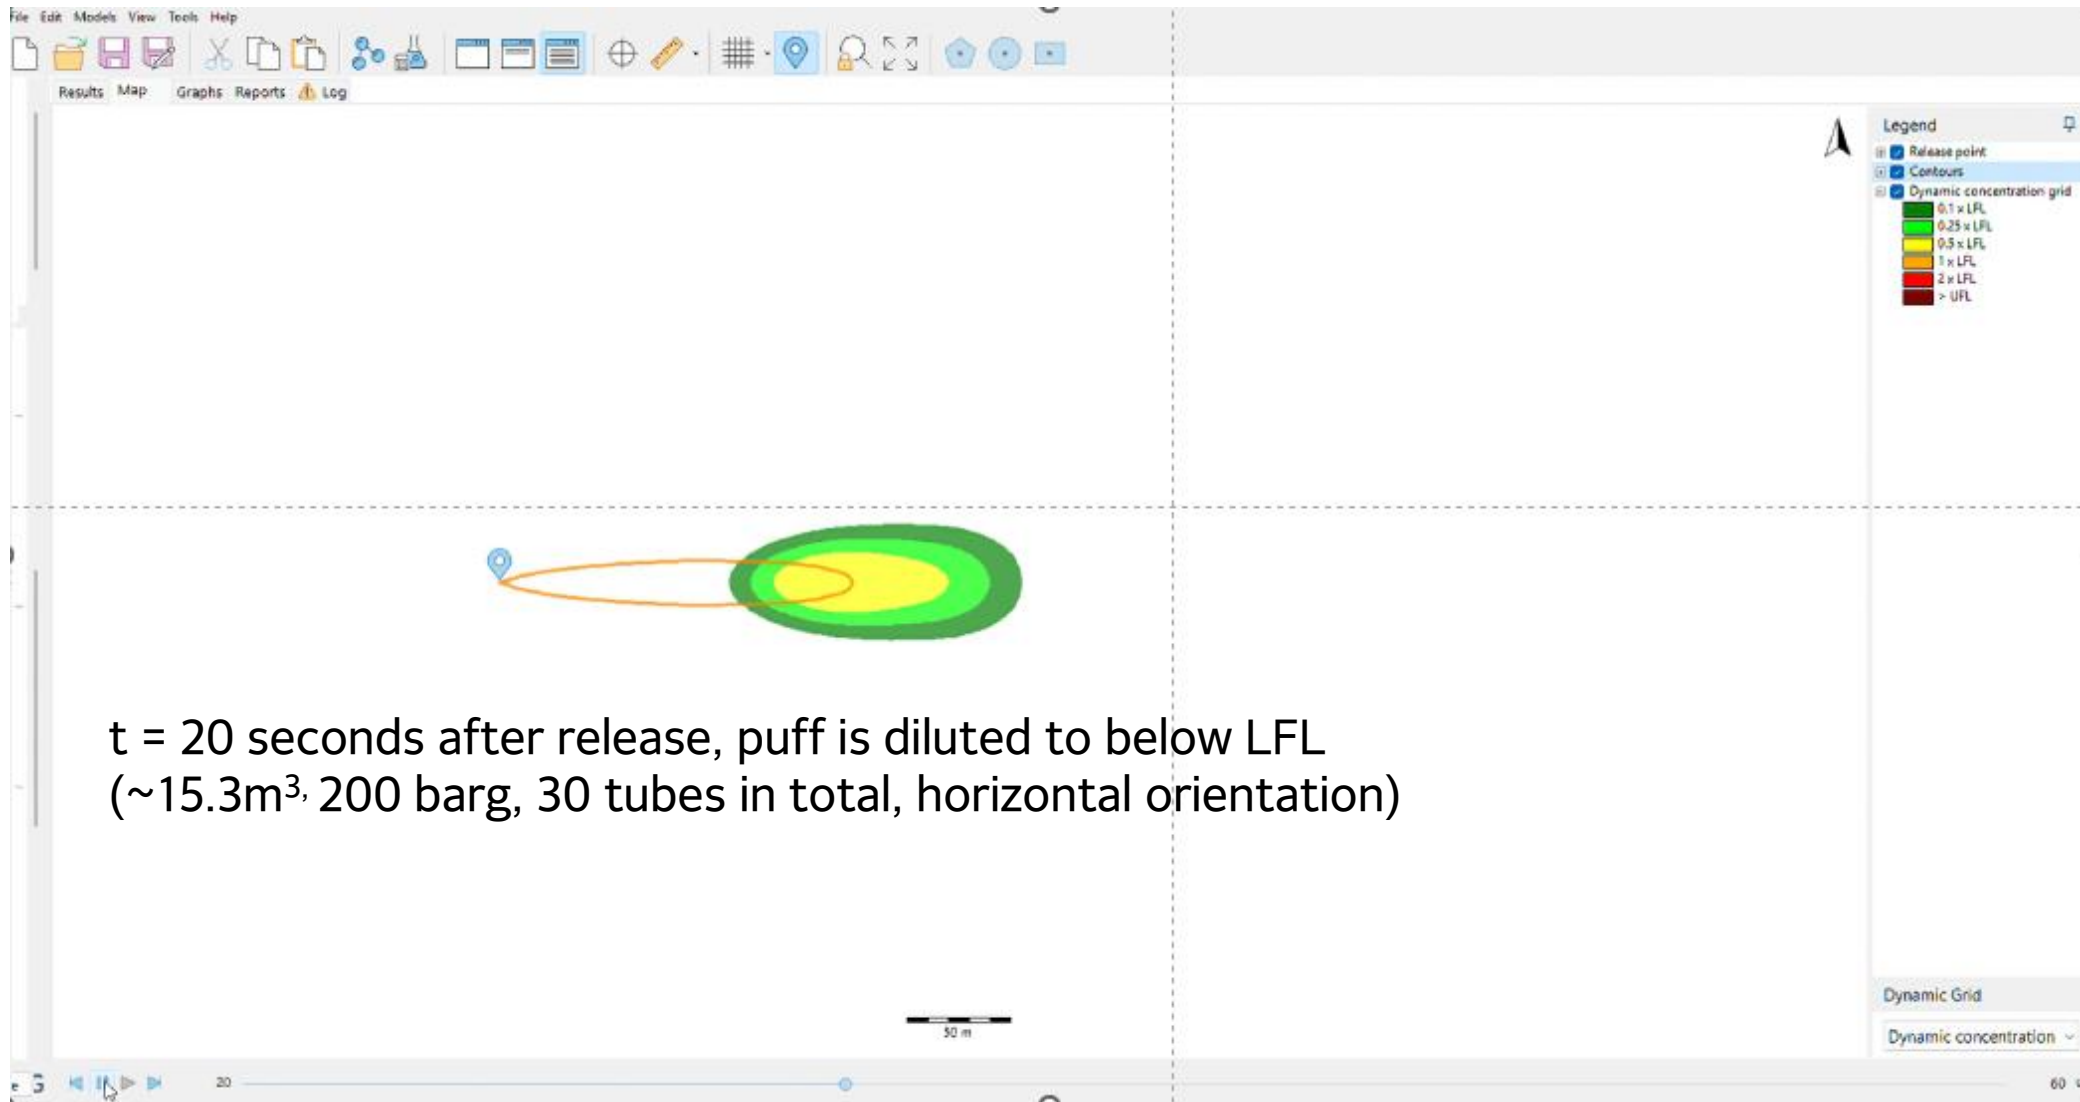 File Edit Models View Tools Help
Results Map Graphs Reports Log
Legend
Release point
Contours
Dynamic concentration grid
0.1 x LFL
0.25 x LFL
0.5 x LFL
1 x LFL
2 x LFL
> UFL
t = 20 seconds after release, puff is diluted to below LFL
(~15.3m³, 200 barg, 30 tubes in total, horizontal orientation)
50 m
Dynamic Grid
Dynamic concentration
20
60